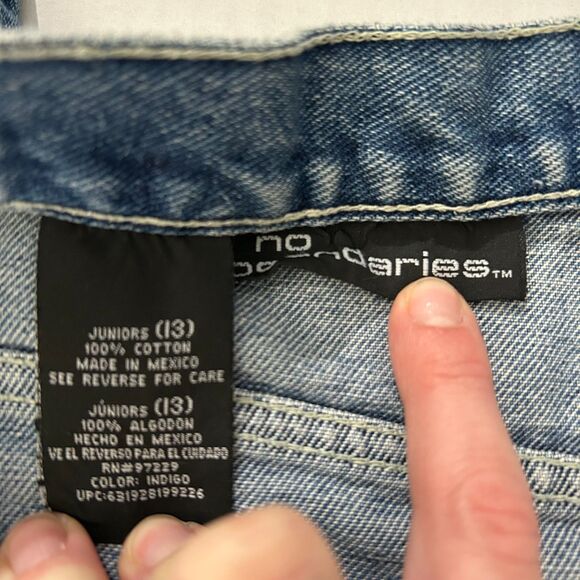 no
boundaries™
JUNIORS (13)
100% COTTON
MADE IN MEXICO
SEE REVERSE FOR CARE
JÚNIORS (13)
100% ALGODON
HECHO EN MEXICO
VE EL REVERSO PARA EL CUIDADO
RN#97229
COLOR: INDIGO
UPC:631928199226